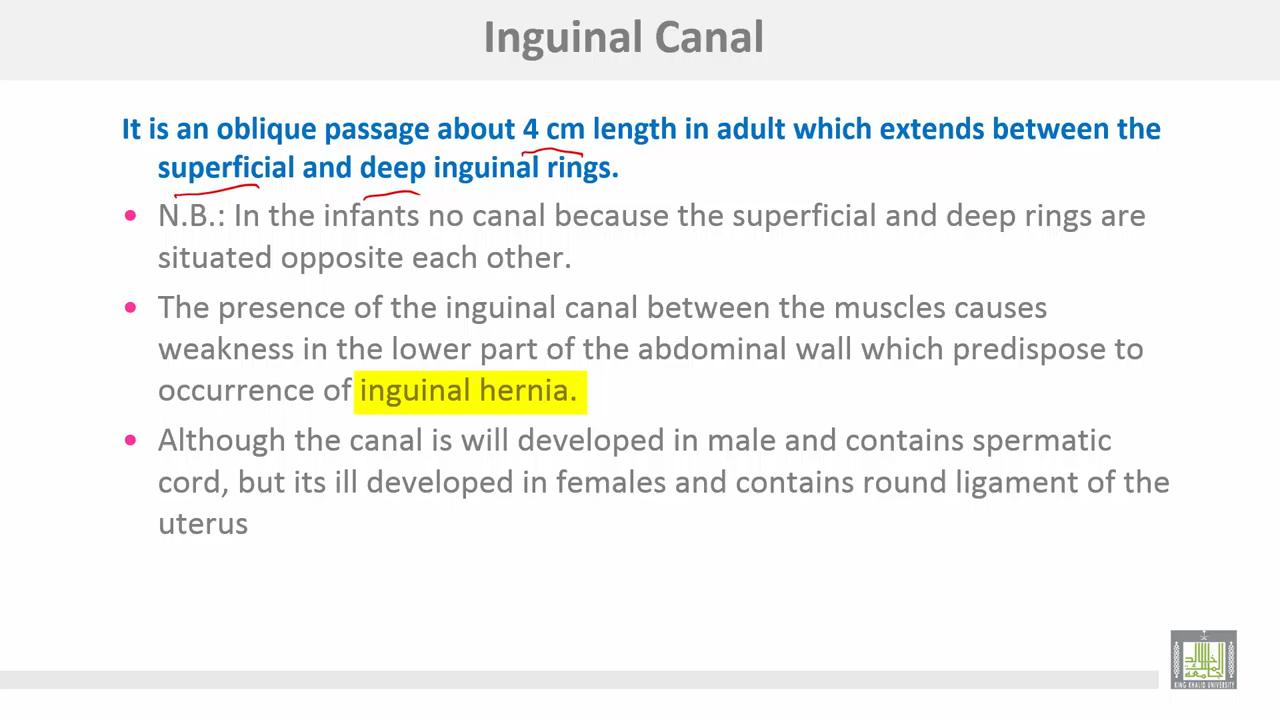 Inguinal Canal
It is an oblique passage about 4 cm length in adult which extends between the
superficial and deep inguinal rings.
• N.B.: In the infants no canal because the superficial and deep rings are
situated opposite each other.
• The presence of the inguinal canal between the muscles causes
weakness in the lower part of the abdominal wall which predispose to
occurrence of inguinal hernia.
• Although the canal is will developed in male and contains spermatic
cord, but its ill developed in females and contains round ligament of the
uterus
KING KHALID UNIVERSITY